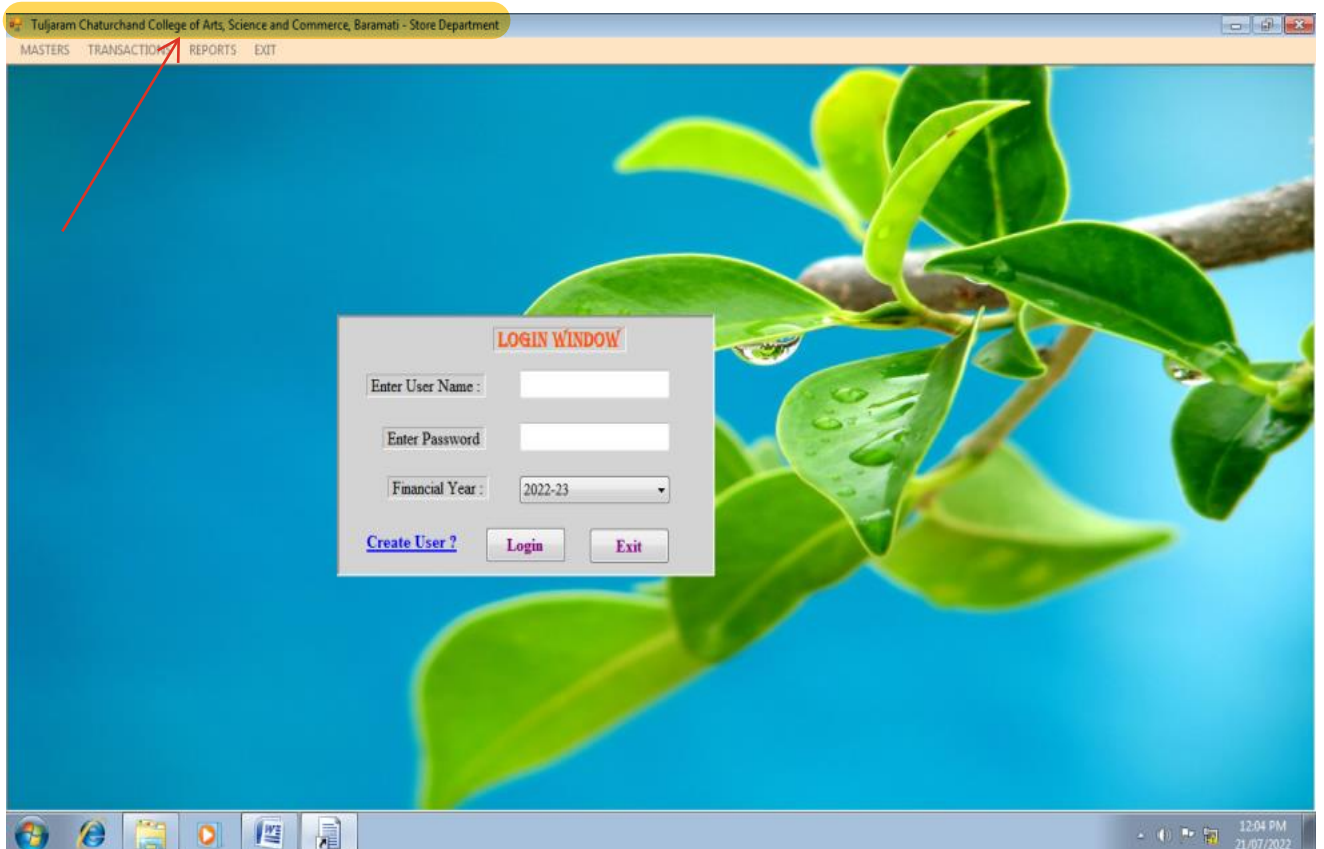 Tuljaram Chaturchand College of Arts, Science and Commerce, Baramati - Store Department
MASTERS TRANSACTIONS REPORTS EXIT
LOGIN WINDOW
Enter User Name :
Enter Password
Financial Year : 2022-23
Create User ? Login Exit
12:04 PM
21/07/2022